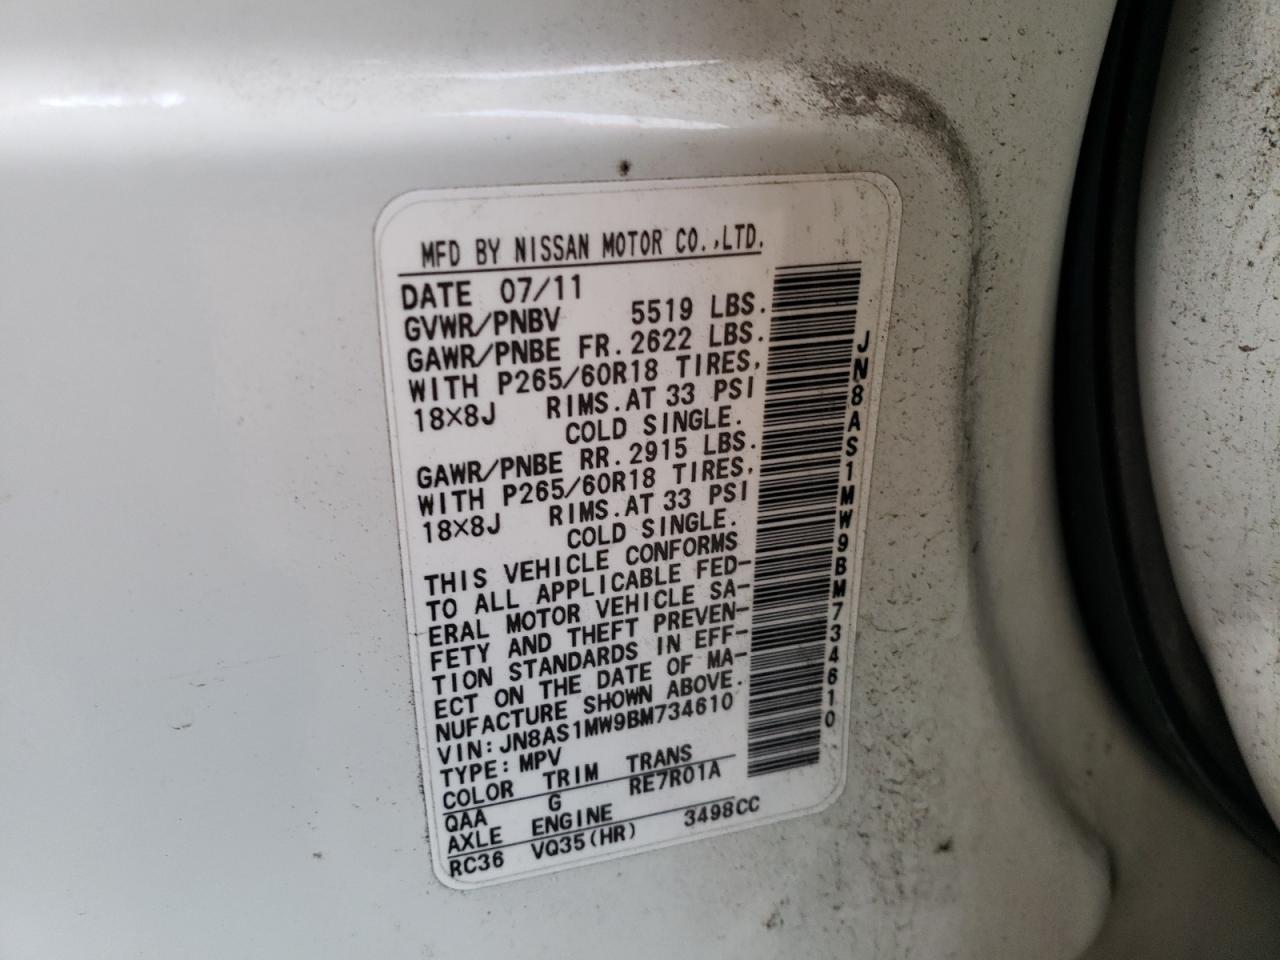 MFD BY NISSAN MOTOR CO.,LTD.
DATE 07/11
GVWR/PNBV 5519 LBS.
GAWR/PNBE FR. 2622 LBS.
WITH P265/60R18 TIRES,
18×8J RIMS.AT 33 PSI
COLD SINGLE.
GAWR/PNBE RR. 2915 LBS.
WITH P265/60R18 TIRES,
18×8J RIMS.AT 33 PSI
COLD SINGLE.
THIS VEHICLE CONFORMS
TO ALL APPLICABLE FED-
ERAL MOTOR VEHICLE SA-
FETY AND THEFT PREVEN-
TION STANDARDS IN EFF-
ECT ON THE DATE OF MA-
NUFACTURE SHOWN ABOVE.
VIN:JN8AS1MW9BM734610
TYPE:MPV
COLOR TRIM TRANS
QAA G RE7R01A
AXLE ENGINE
RC36 VQ35(HR) 3498CC
JN8AS1MW9BM734610